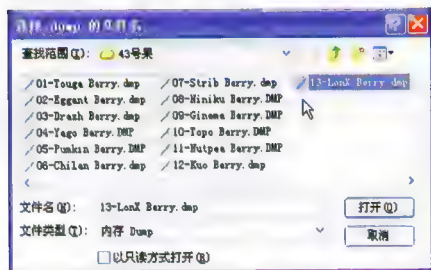 选择 dump 的文件名
查找范围(I): 43号果
01-Touga Berry.dmp 07-Strib Berry.dmp 13-LonX Berry.dmp
02-Eggant Berry.dmp 08-Niniku Berry.DMP
03-Drazh Berry.dmp 09-Ginema Berry.DMP
04-Yago Berry.DMP 10-Topo Berry.DMP
05-Pumkin Berry.dmp 11-Nutpea Berry.DMP
06-Chilan Berry.dmp 12-Kuo Berry.DMP
文件名(N): 13-LonX Berry.dmp 打开(O)
文件类型(T): 内存 Dump 取消
以只读方式打开(R)